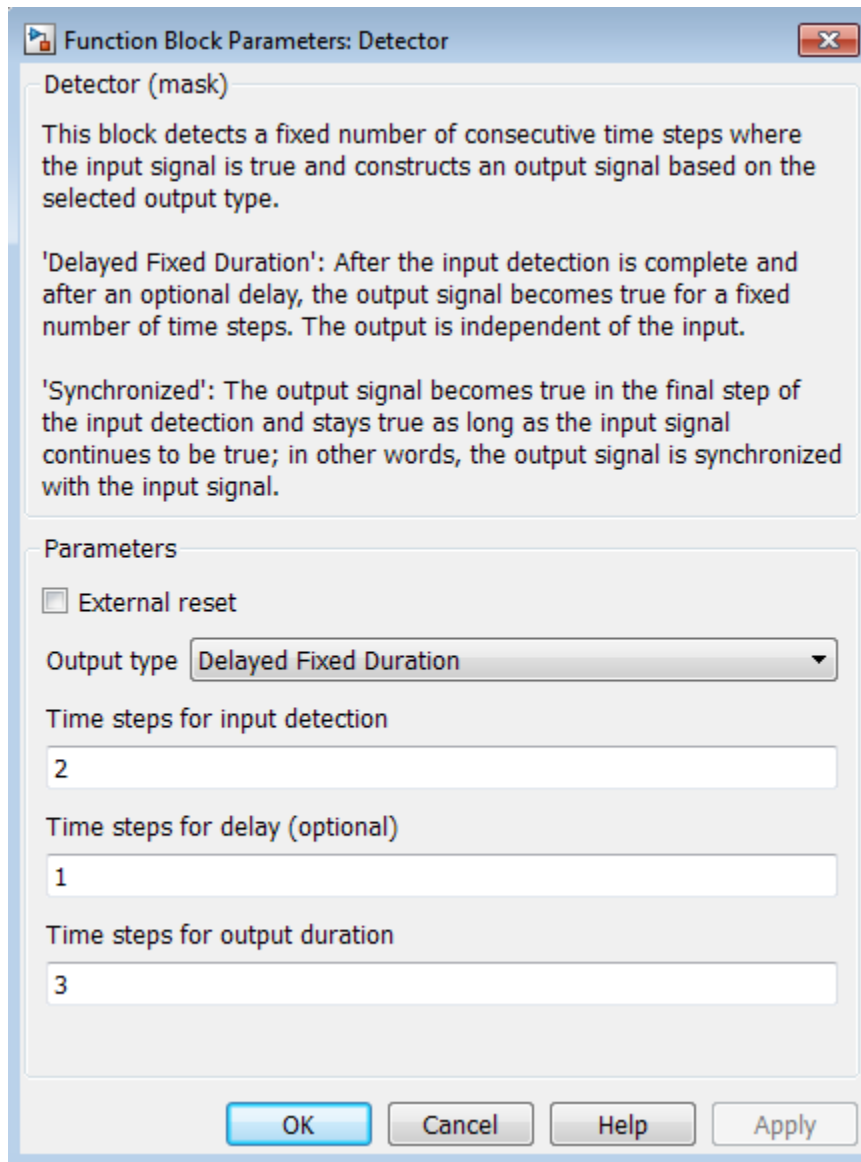 Function Block Parameters: Detector
Detector (mask)
This block detects a fixed number of consecutive time steps where
the input signal is true and constructs an output signal based on the
selected output type.
'Delayed Fixed Duration': After the input detection is complete and
after an optional delay, the output signal becomes true for a fixed
number of time steps. The output is independent of the input.
'Synchronized': The output signal becomes true in the final step of
the input detection and stays true as long as the input signal
continues to be true; in other words, the output signal is synchronized
with the input signal.
Parameters
External reset
Output type Delayed Fixed Duration
Time steps for input detection
2
Time steps for delay (optional)
1
Time steps for output duration
3
OK Cancel Help Apply